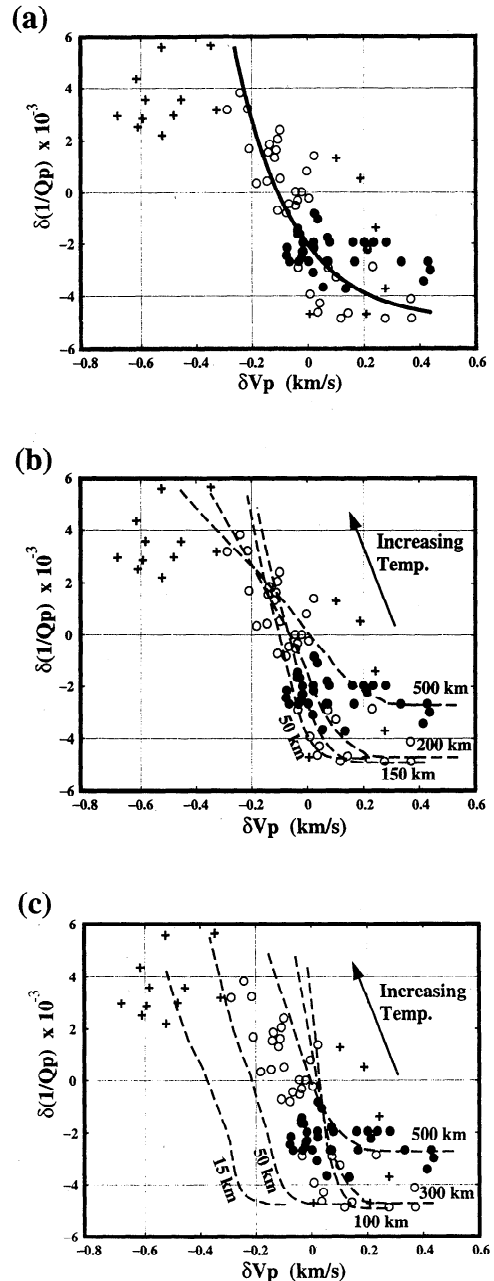 (a)
6
4
2
0
−2
−4
−6
δ(1/Qp) x 10⁻³
−0.8 −0.6 −0.4 −0.2 0 0.2 0.4 0.6
δVp (km/s)
(b)
6
4
2
0
−2
−4
−6
δ(1/Qp) x 10⁻³
Increasing
Temp.
500 km
50 km
200 km
150 km
−0.8 −0.6 −0.4 −0.2 0 0.2 0.4 0.6
δVp (km/s)
(c)
6
4
2
0
−2
−4
−6
δ(1/Qp) x 10⁻³
Increasing
Temp.
500 km
15 km
50 km
300 km
100 km
−0.8 −0.6 −0.4 −0.2 0 0.2 0.4 0.6
δVp (km/s)